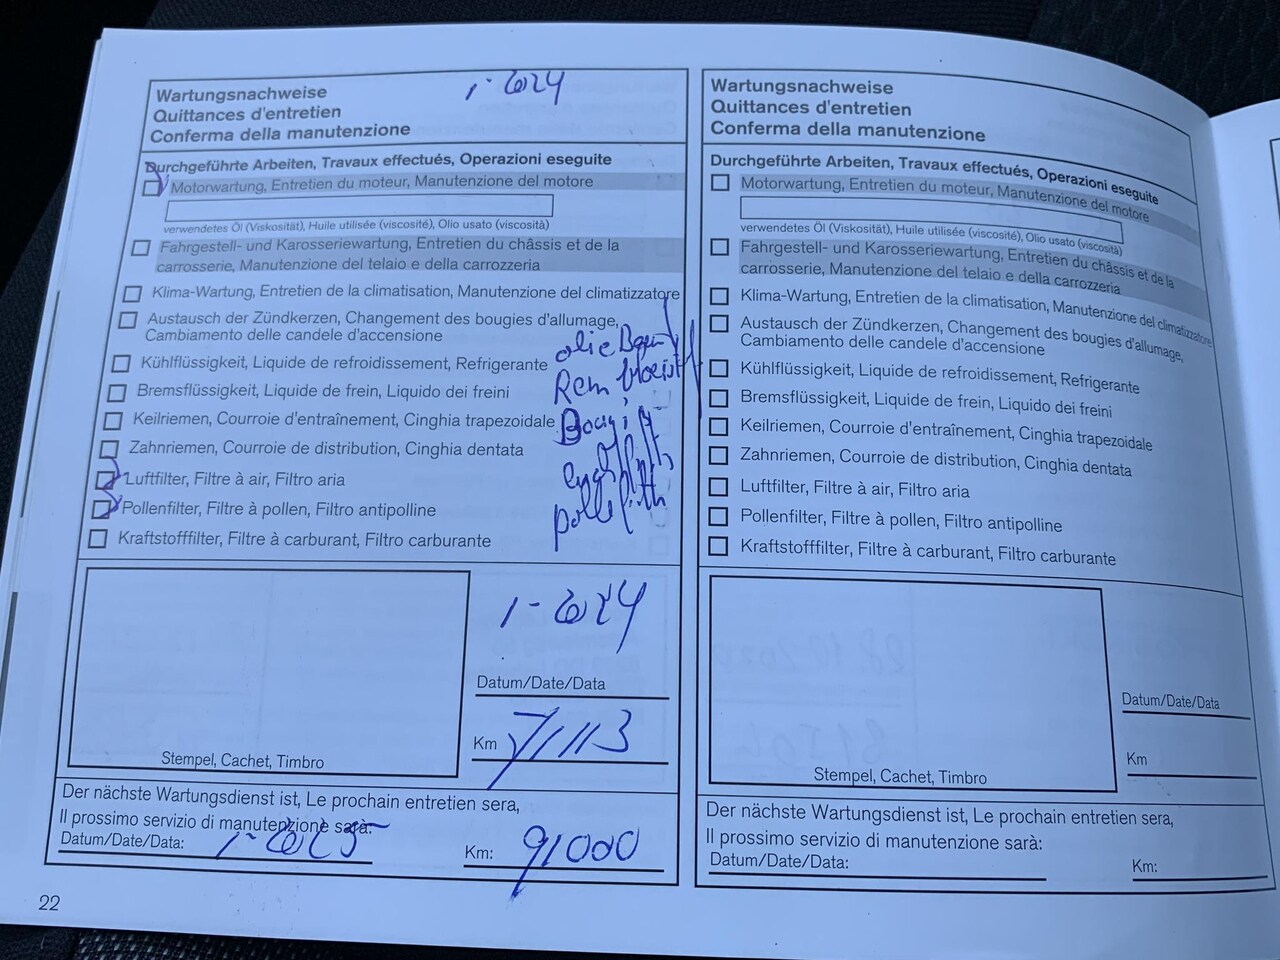 Wartungsnachweise
Quittances d'entretien
Conferma della manutenzione
1-2024
Durchgeführte Arbeiten, Travaux effectués, Operazioni eseguite
Motorwartung, Entretien du moteur, Manutenzione del motore
verwendetes Öl (Viskosität), Huile utilisée (viscosité), Olio usato (viscosità)
Fahrgestell- und Karosseriewartung, Entretien du châssis et de la
carrosserie, Manutenzione del telaio e della carrozzeria
Klima-Wartung, Entretien de la climatisation, Manutenzione del climatizzatore
Austausch der Zündkerzen, Changement des bougies d'allumage,
Cambiamento delle candele d'accensione
olie
Kühlflüssigkeit, Liquide de refroidissement, Refrigerante
Rem
Bremsflüssigkeit, Liquide de frein, Liquido dei freini
Keilriemen, Courroie d'entraînement, Cinghia trapezoidale
Zahnriemen, Courroie de distribution, Cinghia dentata
Luftfilter, Filtre à air, Filtro aria
Pollenfilter, Filtre à pollen, Filtro antipolline
Kraftstofffilter, Filtre à carburant, Filtro carburante
1-2024
Datum/Date/Data
Km 71113
Stempel, Cachet, Timbro
Der nächste Wartungsdienst ist, Le prochain entretien sera,
Il prossimo servizio di manutenzione sarà:
Datum/Date/Data: 1-2025 Km: 91000
22
Wartungsnachweise
Quittances d'entretien
Conferma della manutenzione
Durchgeführte Arbeiten, Travaux effectués, Operazioni eseguite
Motorwartung, Entretien du moteur, Manutenzione del motore
verwendetes Öl (Viskosität), Huile utilisée (viscosité), Olio usato (viscosità)
Fahrgestell- und Karosseriewartung, Entretien du châssis et de la
carrosserie, Manutenzione del telaio e della carrozzeria
Klima-Wartung, Entretien de la climatisation, Manutenzione del climatizzatore
Austausch der Zündkerzen, Changement des bougies d'allumage,
Cambiamento delle candele d'accensione
Kühlflüssigkeit, Liquide de refroidissement, Refrigerante
Bremsflüssigkeit, Liquide de frein, Liquido dei freini
Keilriemen, Courroie d'entraînement, Cinghia trapezoidale
Zahnriemen, Courroie de distribution, Cinghia dentata
Luftfilter, Filtre à air, Filtro aria
Pollenfilter, Filtre à pollen, Filtro antipolline
Kraftstofffilter, Filtre à carburant, Filtro carburante
Datum/Date/Data
Km
Stempel, Cachet, Timbro
Der nächste Wartungsdienst ist, Le prochain entretien sera,
Il prossimo servizio di manutenzione sarà:
Datum/Date/Data: Km: